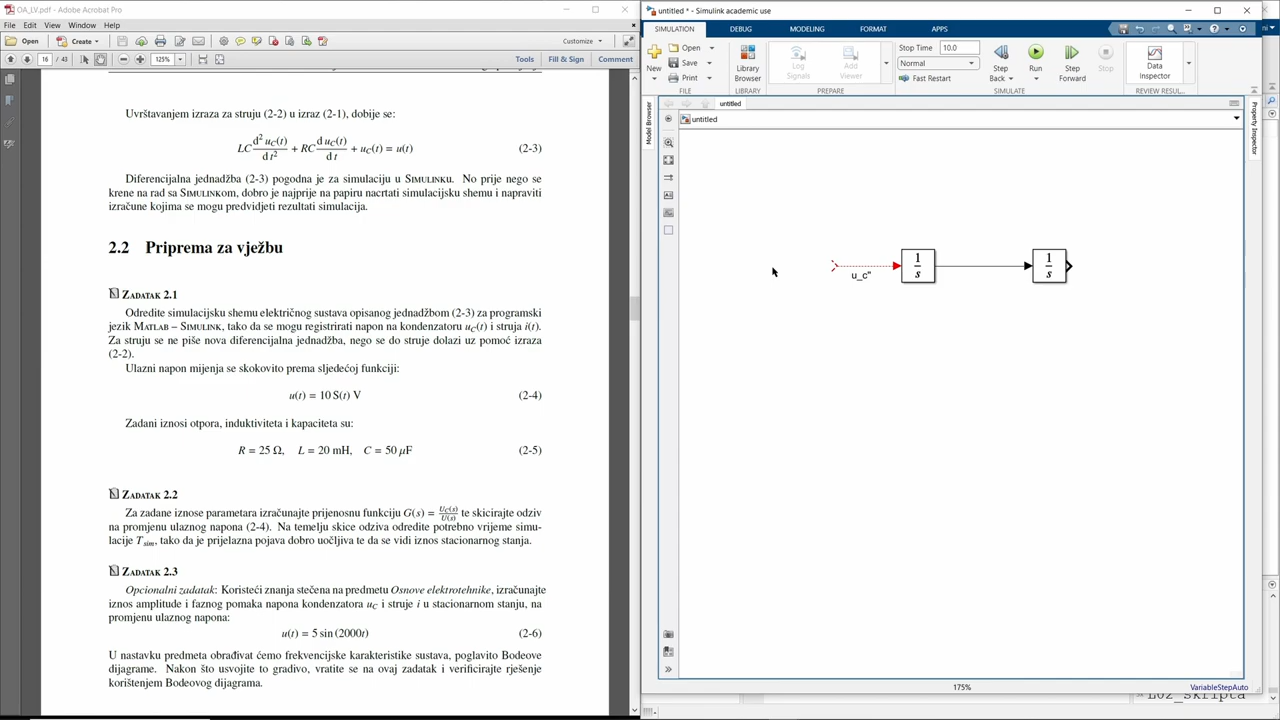 OA_LV.pdf - Adobe Acrobat Pro
File Edit View Window Help
Open Create Customize
16 / 43 125% Tools Fill & Sign Comment
Uvrštavanjem izraza za struju (2-2) u izraz (2-1), dobije se:
LC d² u_C(t)/d t² + RC d u_C(t)/d t + u_C(t) = u(t) (2-3)
Diferencijalna jednadžba (2-3) pogodna je za simulaciju u SIMULINKU. No prije nego se
krene na rad sa SIMULINKOM, dobro je najprije na papiru nacrtati simulacijsku shemu i napraviti
izračune kojima se mogu predvidjeti rezultati simulacija.
2.2 Priprema za vježbu
ZADATAK 2.1
Odredite simulacijsku shemu električnog sustava opisanog jednadžbom (2-3) za programski
jezik MATLAB – SIMULINK, tako da se mogu registrirati napon na kondenzatoru u_C(t) i struja i(t).
Za struju se ne piše nova diferencijalna jednadžba, nego se do struje dolazi uz pomoć izraza
(2-2).
Ulazni napon mijenja se skokovito prema sljedećoj funkciji:
u(t) = 10 S(t) V (2-4)
Zadani iznosi otpora, induktiviteta i kapaciteta su:
R = 25 Ω, L = 20 mH, C = 50 μF (2-5)
ZADATAK 2.2
Za zadane iznose parametara izračunajte prijenosnu funkciju G(s) = U_C(s)/U(s) te skicirajte odziv
na promjenu ulaznog napona (2-4). Na temelju skice odziva odredite potrebno vrijeme simu-
lacije T_sim, tako da je prijelazna pojava dobro uočljiva te da se vidi iznos stacionarnog stanja.
ZADATAK 2.3
Opcionalni zadatak: Koristeći znanja stečena na predmetu Osnove elektrotehnike, izračunajte
iznos amplitude i faznog pomaka napona kondenzatora u_C i struje i u stacionarnom stanju, na
promjenu ulaznog napona:
u(t) = 5 sin (2000t) (2-6)
U nastavku predmeta obrađivat ćemo frekvencijske karakteristike sustava, poglavito Bodeove
dijagrame. Nakon što usvojite to gradivo, vratite se na ovaj zadatak i verificirajte rješenje
korištenjem Bodeovog dijagrama.
untitled * - Simulink academic use
SIMULATION DEBUG MODELING FORMAT APPS
New Open Save Print
Library Browser
Log Signals
Add Viewer
Stop Time 10.0
Normal
Fast Restart
Step Back Run Step Forward Stop
Data Inspector
FILE LIBRARY PREPARE SIMULATE REVIEW RESUL...
untitled
untitled
Model Browser
Property Inspector
u_c"
1/s
1/s
175% VariableStepAuto
L02_skripta